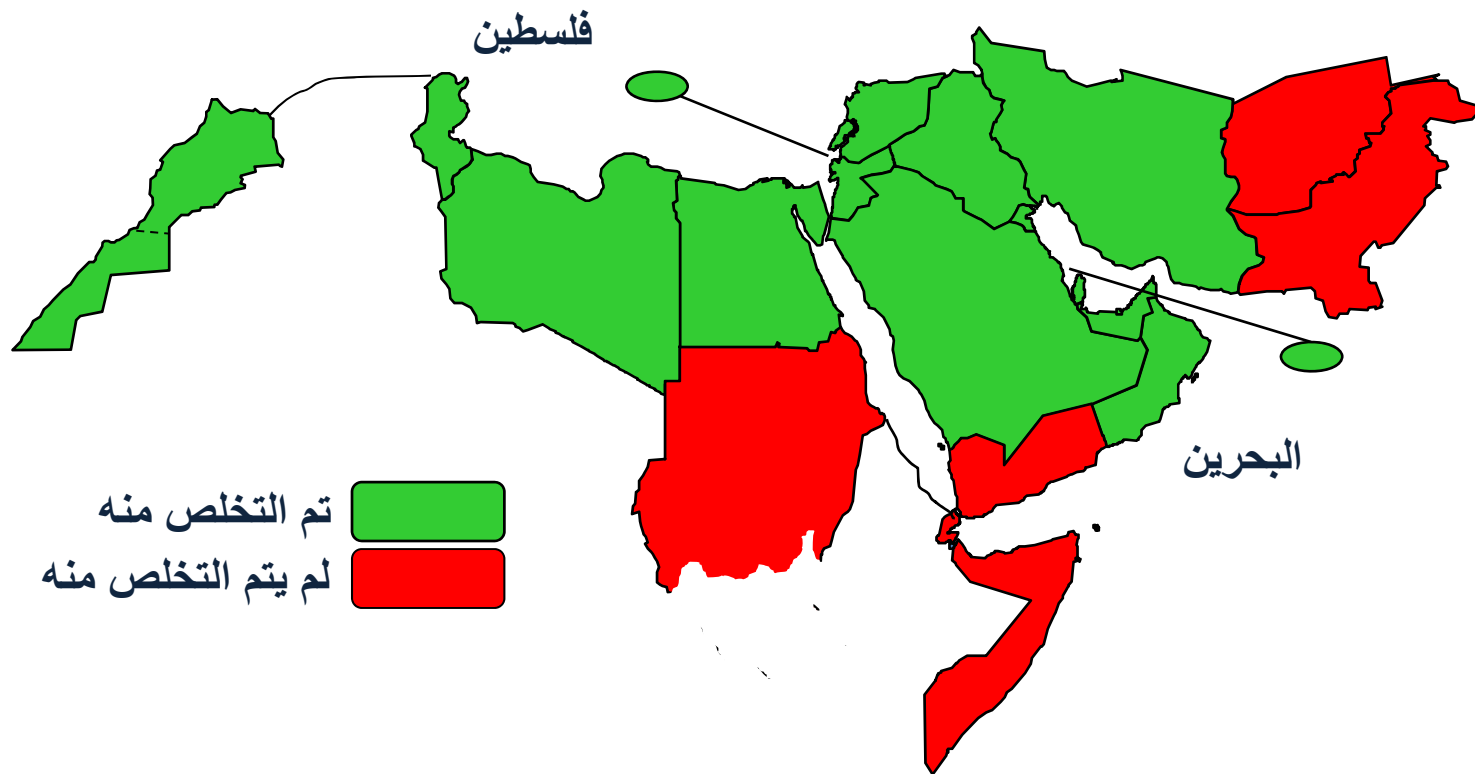 فلسطين
البحرين
تم التخلص منه
لم يتم التخلص منه